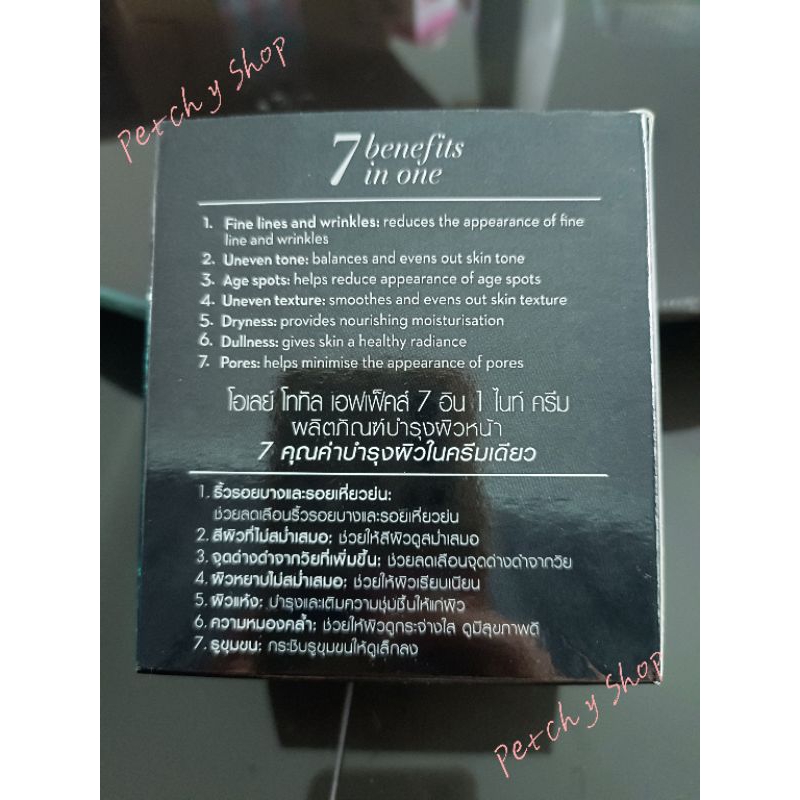 Petch y Shop
7 benefits
in one
1. Fine lines and wrinkles: reduces the appearance of fine
line and wrinkles
2. Uneven tone: balances and evens out skin tone
3. Age spots: helps reduce appearance of age spots
4. Uneven texture: smoothes and evens out skin texture
5. Dryness: provides nourishing moisturisation
6. Dullness: gives skin a healthy radiance
7. Pores: helps minimise the appearance of pores
โอเลย์ โททัล เอฟเฟ็คส์ 7 อิน 1 ไนท์ ครีม
ผลิตภัณฑ์บำรุงผิวหน้า
7 คุณค่าบำรุงผิวในครีมเดียว
1. ริ้วรอยบางและรอยเหี่ยวย่น:
ช่วยลดเลือนริ้วรอยบางและรอยเหี่ยวย่น
2. สีผิวที่ไม่สม่ำเสมอ: ช่วยให้สีผิวดูสม่ำเสมอ
3. จุดด่างดำจากวัยที่เพิ่มขึ้น: ช่วยลดเลือนจุดด่างดำจากวัย
4. ผิวหยาบไม่สม่ำเสมอ: ช่วยให้ผิวเรียบเนียน
5. ผิวแห้ง: บำรุงและเติมความชุ่มชื้นให้แก่ผิว
6. ความหมองคล้ำ: ช่วยให้ผิวดูกระจ่างใส ดูมีสุขภาพดี
7. รูขุมขน: กระชับรูขุมขนให้ดูเล็กลง
Petch y Shop